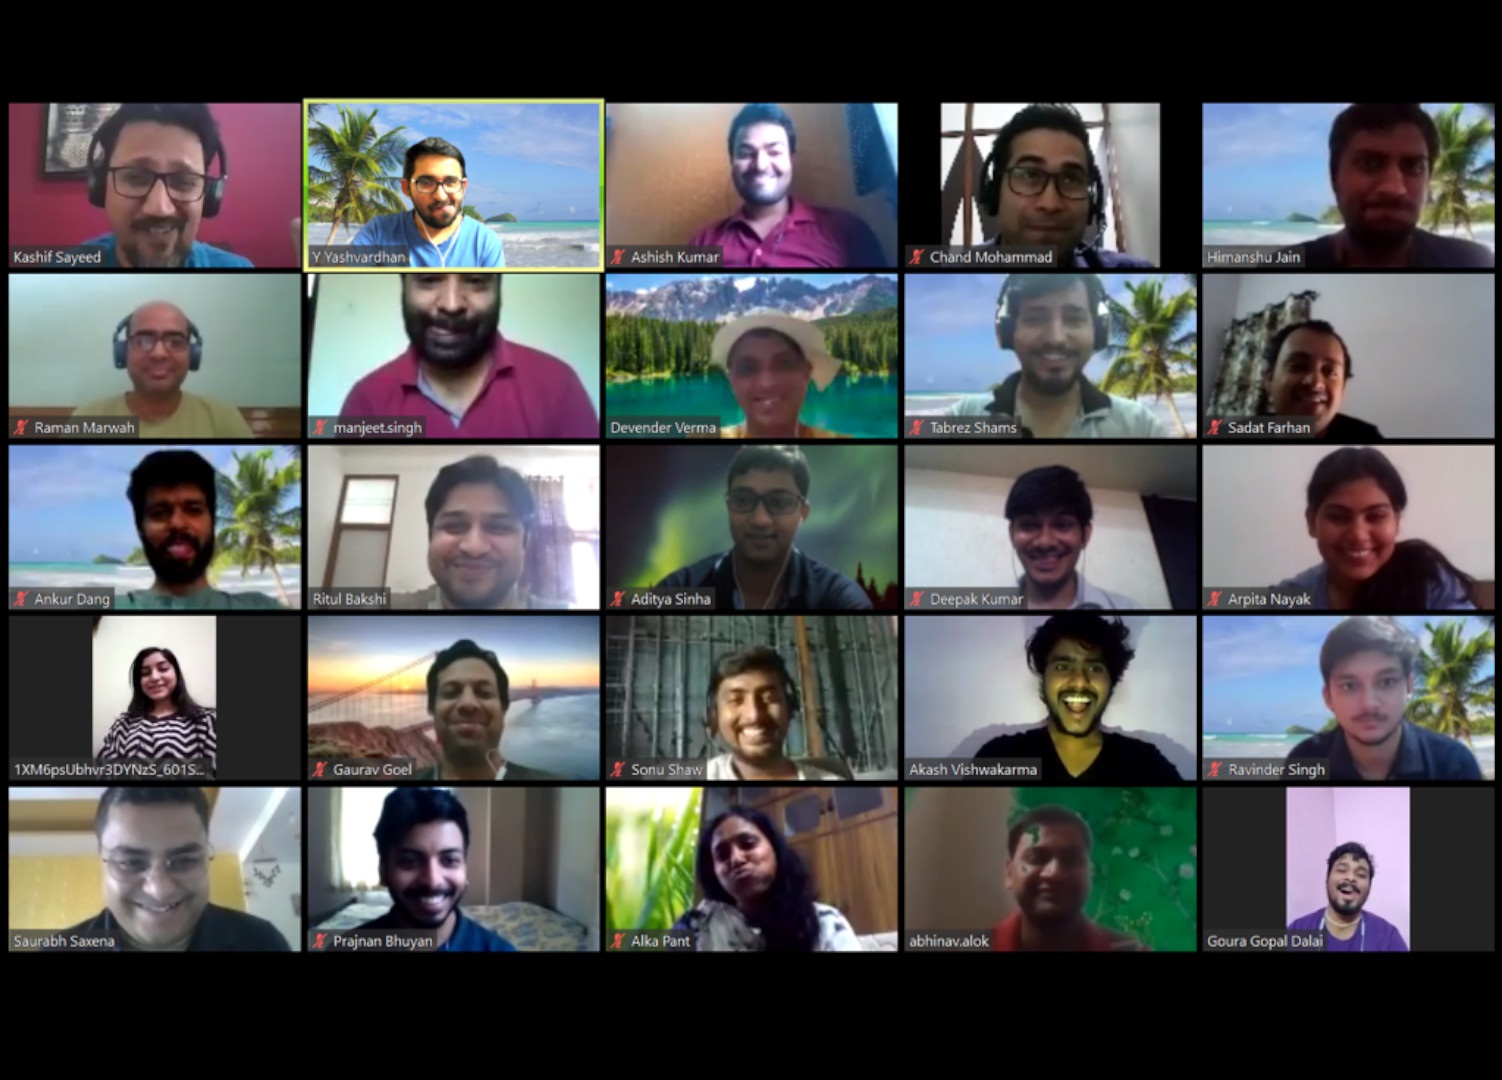 Kashif Sayeed
Y Yashvardhan
Ashish Kumar
Chand Mohammad
Himanshu Jain
Raman Marwah
manjeet.singh
Devender Verma
Tabrez Shams
Sadat Farhan
Ankur Dang
Ritul Bakshi
Aditya Sinha
Deepak Kumar
Arpita Nayak
1XM6psUbhvr3DYNzS_601S...
Gaurav Goel
Sonu Shaw
Akash Vishwakarma
Ravinder Singh
Saurabh Saxena
Prajnan Bhuyan
Alka Pant
abhinav.alok
Goura Gopal Dalai